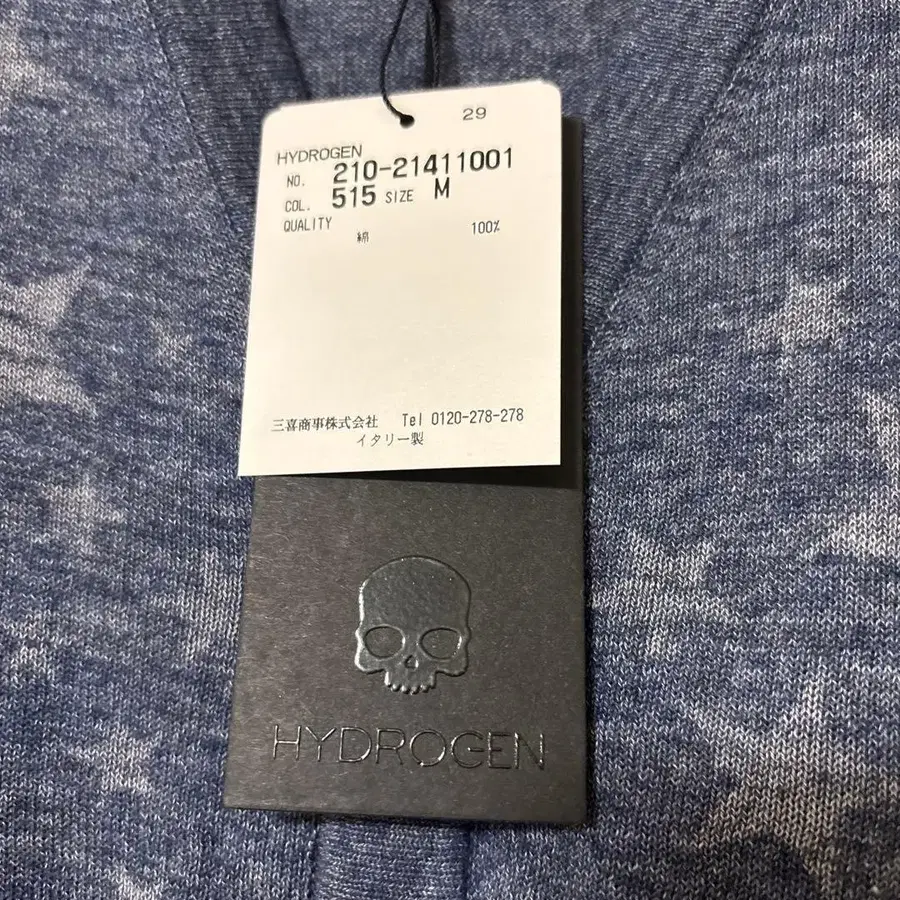 29
HYDROGEN
NO. 210-21411001
COL. 515 SIZE M
QUALITY
綿 100%
三喜商事株式会社 Tel 0120-278-278
イタリー製
HYDROGEN